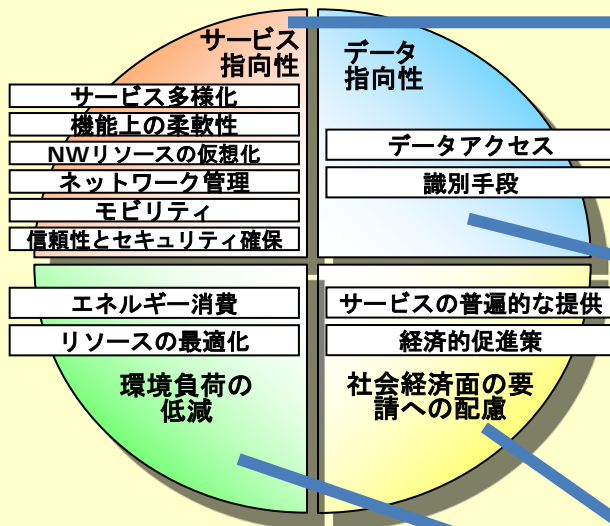 サービス
指向性
サービス多様化
機能上の柔軟性
NWリソースの仮想化
ネットワーク管理
モビリティ
信頼性とセキュリティ確保
データ
指向性
データアクセス
識別手段
エネルギー消費
リソースの最適化
環境負荷の
低減
サービスの普遍的な提供
経済的促進策
社会経済面の要
請への配慮